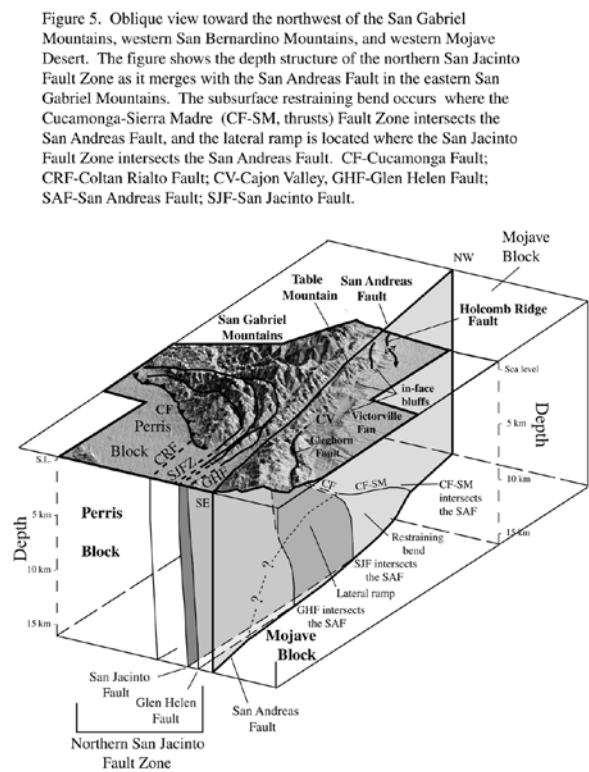 Figure 5.  Oblique view toward the northwest of the San Gabriel
Mountains, western San Bernardino Mountains, and western Mojave
Desert.  The figure shows the depth structure of the northern San Jacinto
Fault Zone as it merges with the San Andreas Fault in the eastern San
Gabriel Mountains.  The subsurface restraining bend occurs  where the
Cucamonga-Sierra Madre  (CF-SM, thrusts) Fault Zone intersects the
San Andreas Fault, and the lateral ramp is located where the San Jacinto
Fault Zone intersects the San Andreas Fault.  CF-Cucamonga Fault;
CRF-Coltan Rialto Fault; CV-Cajon Valley, GHF-Glen Helen Fault;
SAF-San Andreas Fault; SJF-San Jacinto Fault.
Mojave
Block
NW
Table
Mountain
San Andreas
Fault
Holcomb Ridge
Fault
San Gabriel
Mountains
Sea level
in-face
bluffs
CF
Perris
Block
CV
Victorville
Fan
5 km
Depth
CRF
SJFZ
GHF
Cleghorn
Fault
S.L.
SE
CF
CF-SM
CF-SM
intersects
the SAF
10 km
15 km
Depth
5 km
10 km
15 km
Perris
Block
Restraining
bend
SJF intersects
the SAF
?
?
Lateral ramp
GHF intersects
the SAF
Mojave
Block
San Jacinto
Fault
Glen Helen
Fault
San Andreas
Fault
Northern San Jacinto
Fault Zone